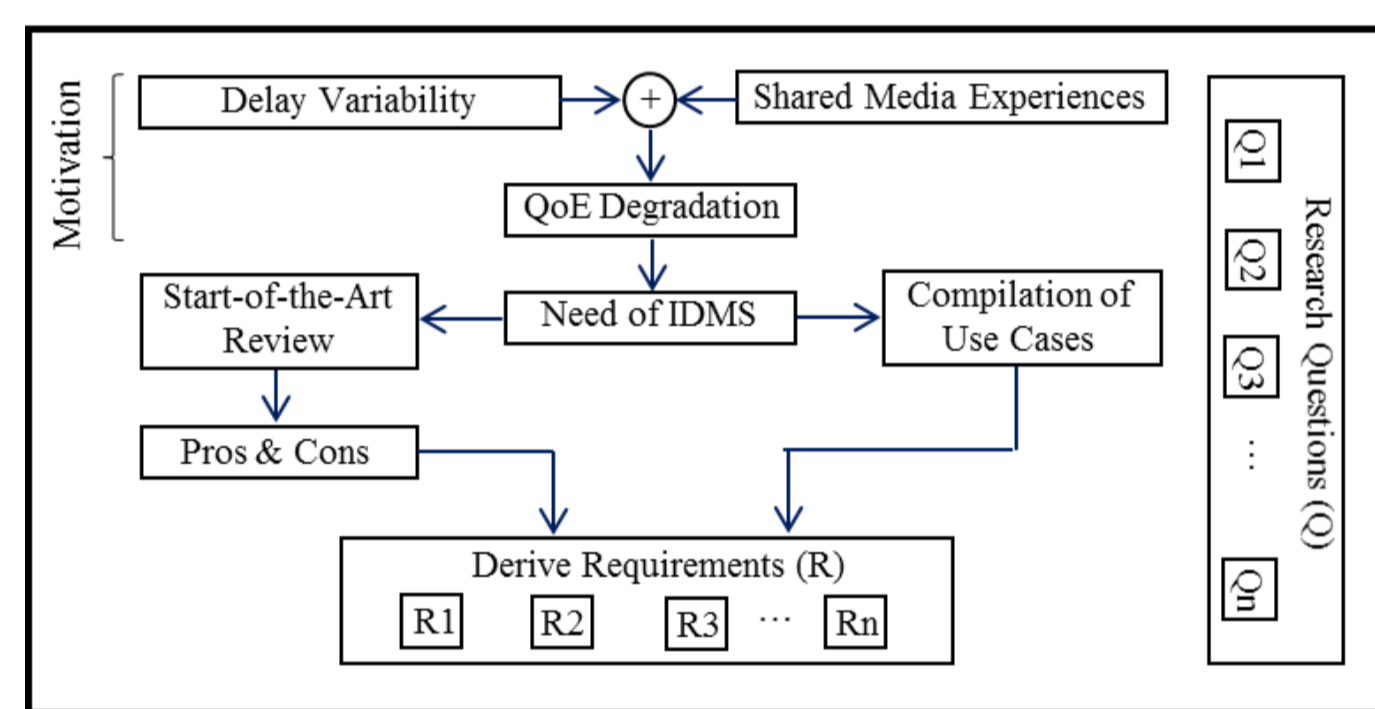 Motivation
Delay Variability
+
Shared Media Experiences
QoE Degradation
Start-of-the-Art
Review
Need of IDMS
Compilation of
Use Cases
Pros & Cons
Derive Requirements (R)
R1 R2 R3 ... Rn
Research Questions (Q)
Q1
Q2
Q3
...
Qn